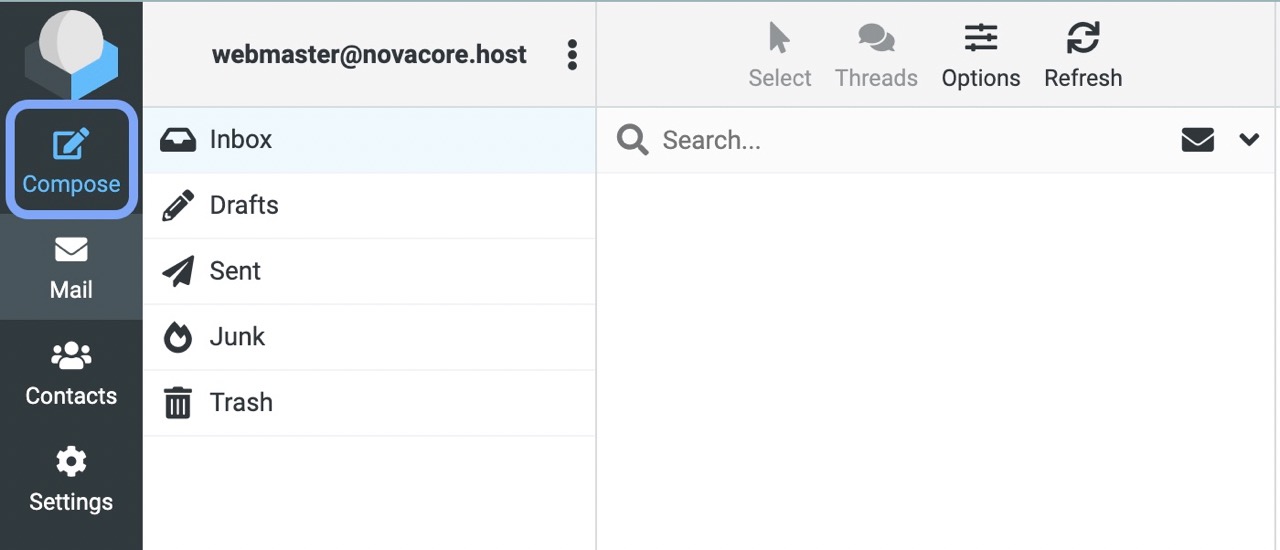 webmaster@novacore.host
Select Threads Options Refresh
Compose
Mail
Contacts
Settings
Inbox
Drafts
Sent
Junk
Trash
Search...